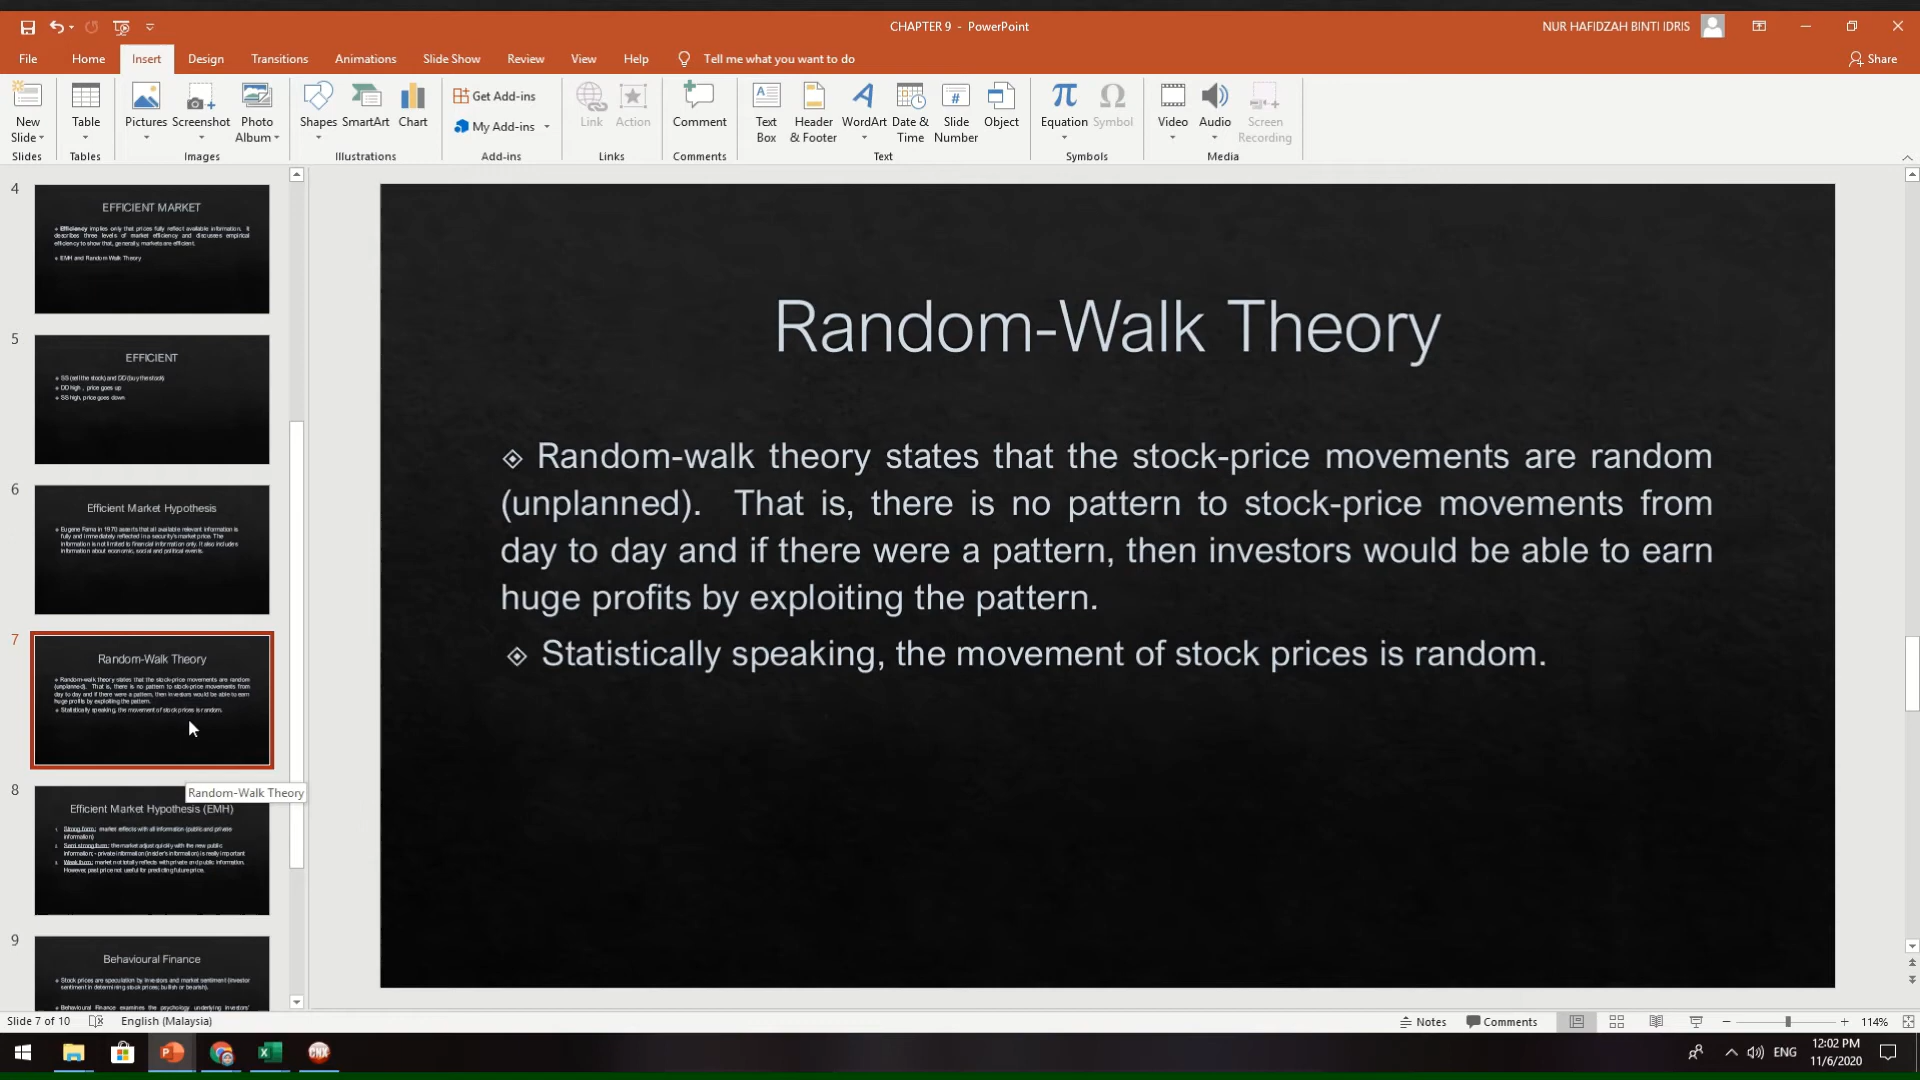 CHAPTER 9 - PowerPoint
NUR HAFIDZAH BINTI IDRIS
File Home Insert Design Transitions Animations Slide Show Review View Help Tell me what you want to do
Share
New Slide
Table
Pictures
Screenshot
Photo Album
Shapes
SmartArt
Chart
Get Add-ins
My Add-ins
Link
Action
Comment
Text Box
Header & Footer
WordArt
Date & Time
Slide Number
Object
Equation
Symbol
Video
Audio
Screen Recording
Slides Tables Images Illustrations Add-ins Links Comments Text Symbols Media
4
EFFICIENT MARKET
Efficiency implies only that prices fully reflect available information. It
describes three levels of market efficiency and discusses empirical
efficiency to show that, generally, markets are efficient.
EMH and Random Walk Theory
5
EFFICIENT
SS (sell the stock) and DD (buy the stock)
DD high , price goes up
SS high, price goes down
6
Efficient Market Hypothesis
Eugene Fama in 1970 asserts that all available relevant information is
fully and immediately reflected in a security's market price. The
information is not limited to financial information only. It also includes
information about economic, social and political events.
7
Random-Walk Theory
Random-walk theory states that the stock-price movements are random
(unplanned). That is, there is no pattern to stock-price movements from
day to day and if there were a pattern, then investors would be able to earn
huge profits by exploiting the pattern.
Statistically speaking, the movement of stock prices is random.
Random-Walk Theory
8
Efficient Market Hypothesis (EMH)
1. Strong form: market reflects with all information (public and private
information)
2. Semi strong form: the market adjust quickly with the new public
information; - private information (insider's information) is really important
3. Weak form: market not totally reflects with private and public information.
However, past price not useful for predicting future price.
9
Behavioural Finance
Stock prices are speculation by investors and market sentiment (investor
sentiment in determining stock prices; bullish or bearish).
Behavioural Finance examines the psychology underlying investors'
Random-Walk Theory
Random-walk theory states that the stock-price movements are random
(unplanned). That is, there is no pattern to stock-price movements from
day to day and if there were a pattern, then investors would be able to earn
huge profits by exploiting the pattern.
Statistically speaking, the movement of stock prices is random.
Slide 7 of 10 English (Malaysia)
Notes Comments 114%
CNX
ENG
12:02 PM
11/6/2020